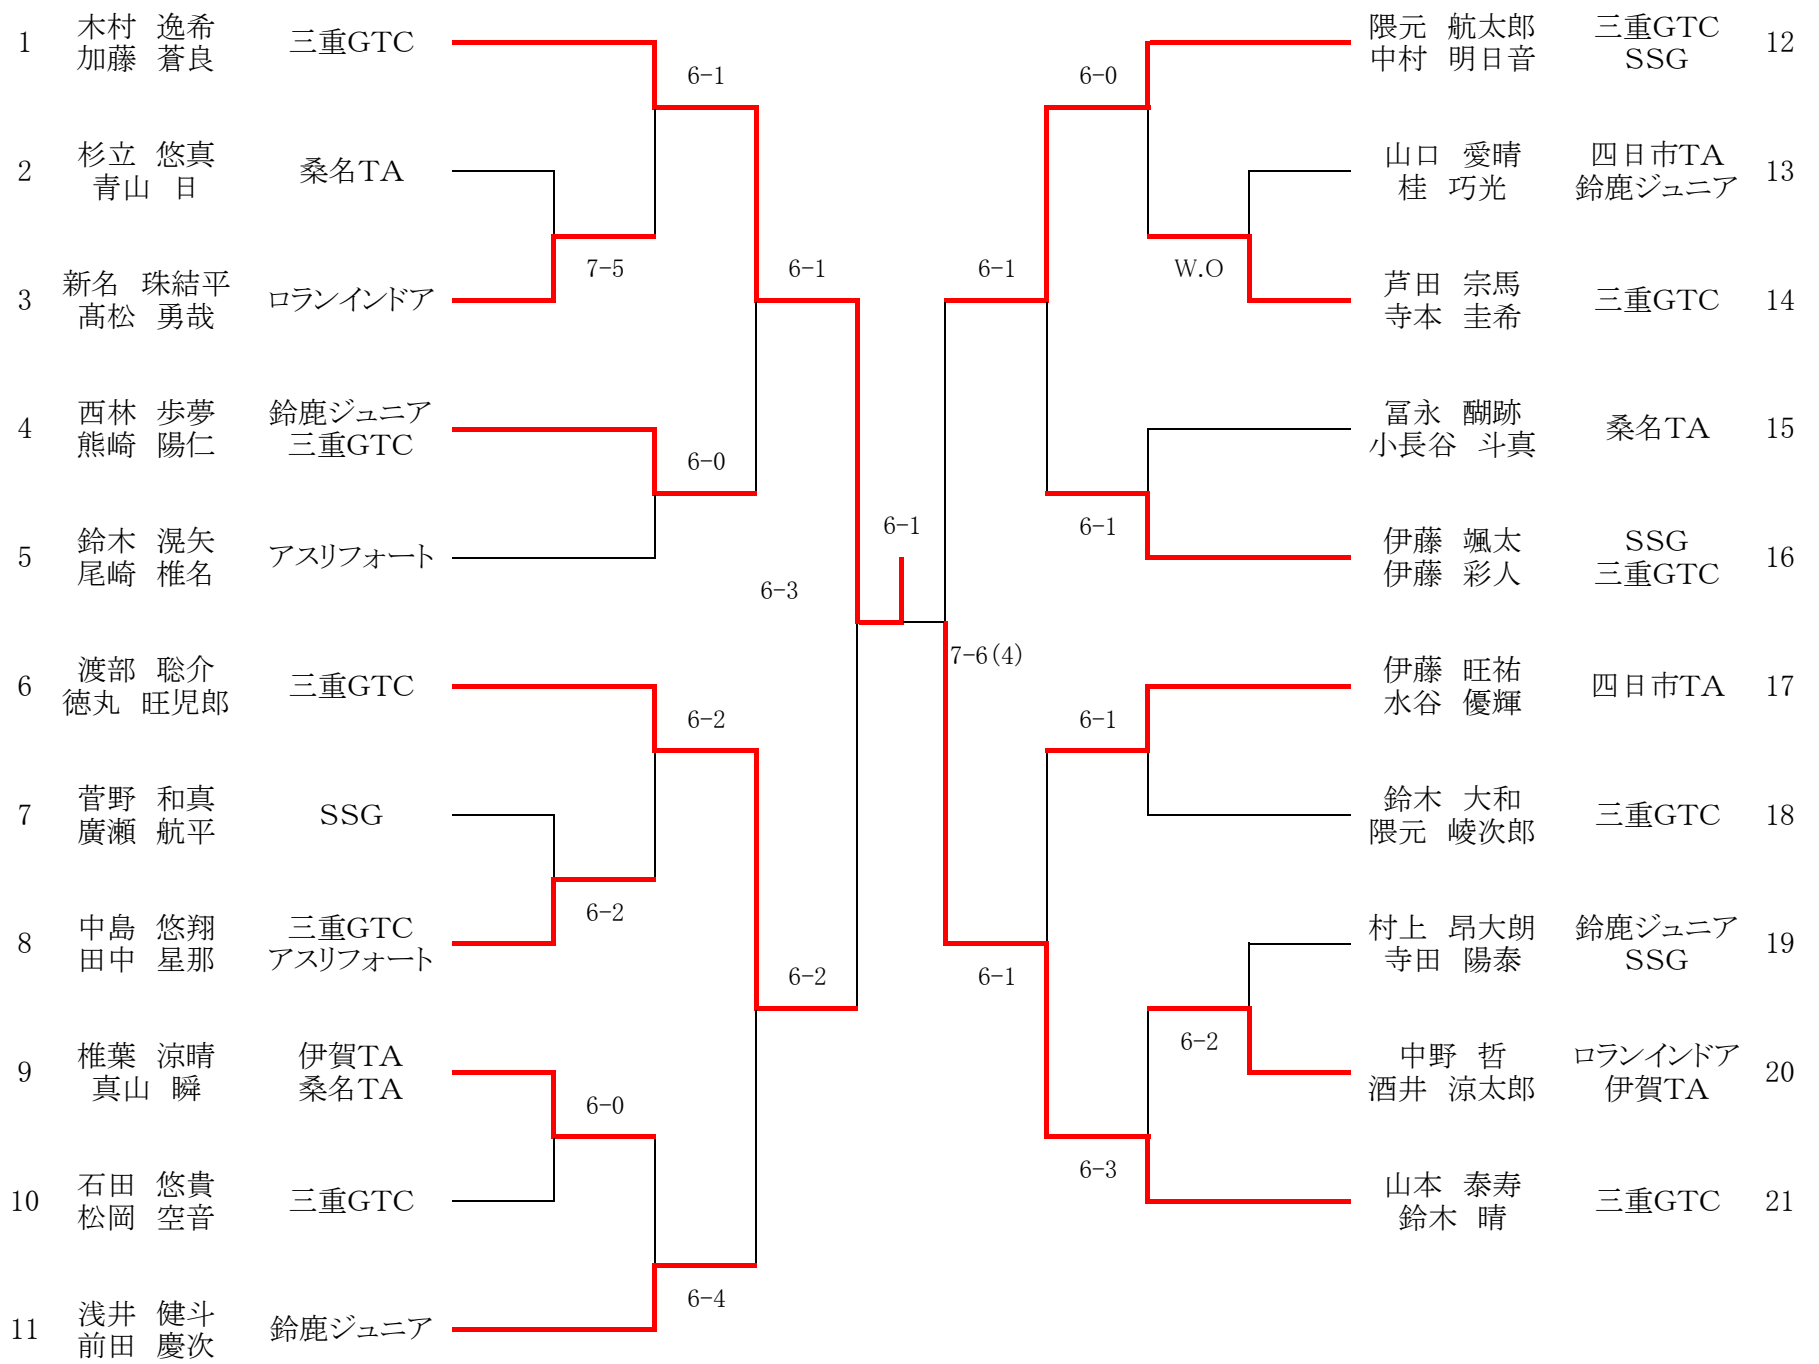 1 木村 逸希 三重GTC
加藤 蒼良
6-1
2 杉立 悠真 桑名TA
青山 日
7-5
3 新名 珠結平 ロランインドア
髙松 勇哉
6-1
4 西林 歩夢 鈴鹿ジュニア
熊崎 陽仁 三重GTC
6-0
5 鈴木 滉矢 アスリフォート
尾崎 椎名
6-3
6 渡部 聡介 三重GTC
徳丸 旺児郎
6-2
7 菅野 和真 SSG
廣瀬 航平
6-2
8 中島 悠翔 三重GTC
田中 星那 アスリフォート
6-2
9 椎葉 涼晴 伊賀TA
真山 瞬 桑名TA
6-0
10 石田 悠貴 三重GTC
松岡 空音
6-4
11 浅井 健斗 鈴鹿ジュニア
前田 慶次
6-1
隈元 航太郎 三重GTC 12
中村 明日音 SSG
6-0
山口 愛晴 四日市TA 13
桂 巧光 鈴鹿ジュニア
W.O
6-1
芦田 宗馬 三重GTC 14
寺本 圭希
冨永 醐跡 桑名TA 15
小長谷 斗真
6-1
伊藤 颯太 SSG 16
伊藤 彩人 三重GTC
7-6(4)
伊藤 旺祐 四日市TA 17
水谷 優輝
6-1
鈴木 大和 三重GTC 18
隈元 崚次郎
村上 昂大朗 鈴鹿ジュニア 19
寺田 陽泰 SSG
6-1
6-2
中野 哲 ロランインドア 20
酒井 涼太郎 伊賀TA
6-3
山本 泰寿 三重GTC 21
鈴木 晴